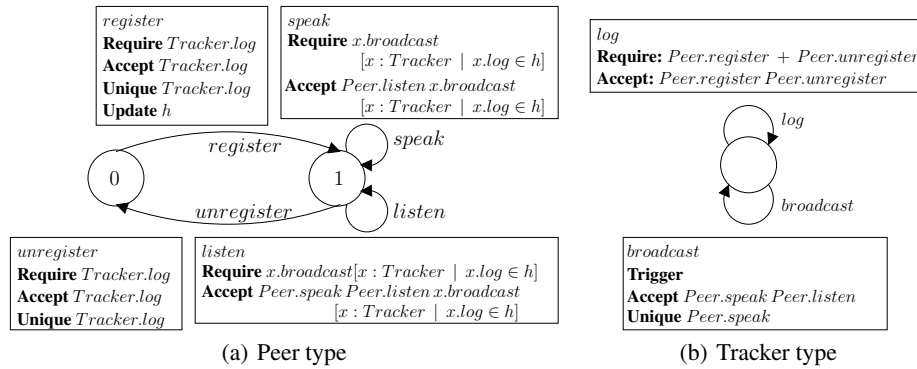 register
Require Tracker.log
Accept Tracker.log
Unique Tracker.log
Update h
speak
Require x.broadcast
[x : Tracker | x.log ∈ h]
Accept Peer.listen x.broadcast
[x : Tracker | x.log ∈ h]
register
speak
0
1
unregister
listen
unregister
Require Tracker.log
Accept Tracker.log
Unique Tracker.log
listen
Require x.broadcast[x : Tracker | x.log ∈ h]
Accept Peer.speak Peer.listen x.broadcast
[x : Tracker | x.log ∈ h]
(a) Peer type
log
Require: Peer.register + Peer.unregister
Accept: Peer.register Peer.unregister
log
broadcast
broadcast
Trigger
Accept Peer.speak Peer.listen
Unique Peer.speak
(b) Tracker type